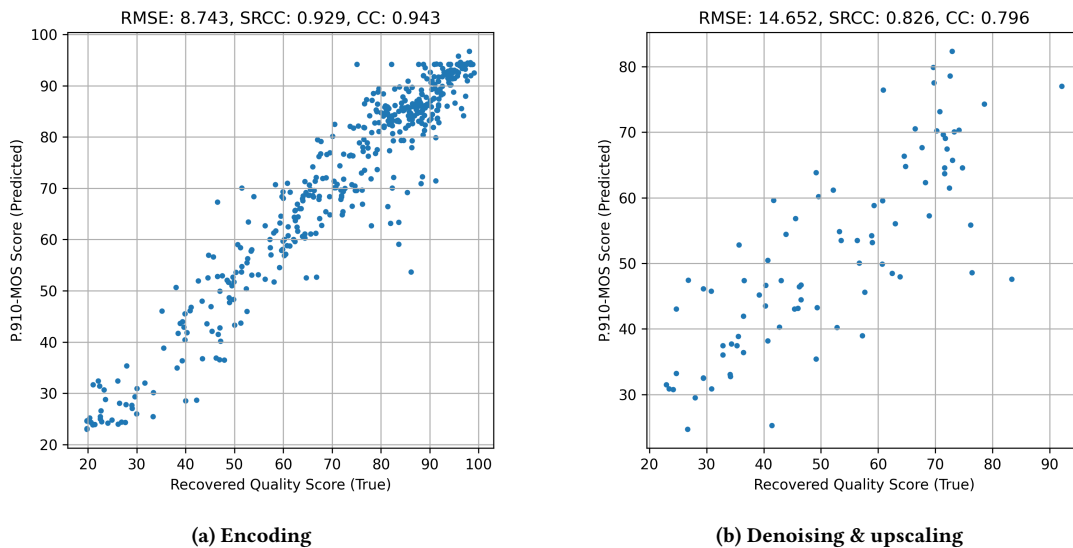 RMSE: 8.743, SRCC: 0.929, CC: 0.943
P.910-MOS Score (Predicted)
100
90
80
70
60
50
40
30
20
20 30 40 50 60 70 80 90 100
Recovered Quality Score (True)
(a) Encoding
RMSE: 14.652, SRCC: 0.826, CC: 0.796
P.910-MOS Score (Predicted)
80
70
60
50
40
30
20 30 40 50 60 70 80 90
Recovered Quality Score (True)
(b) Denoising & upscaling